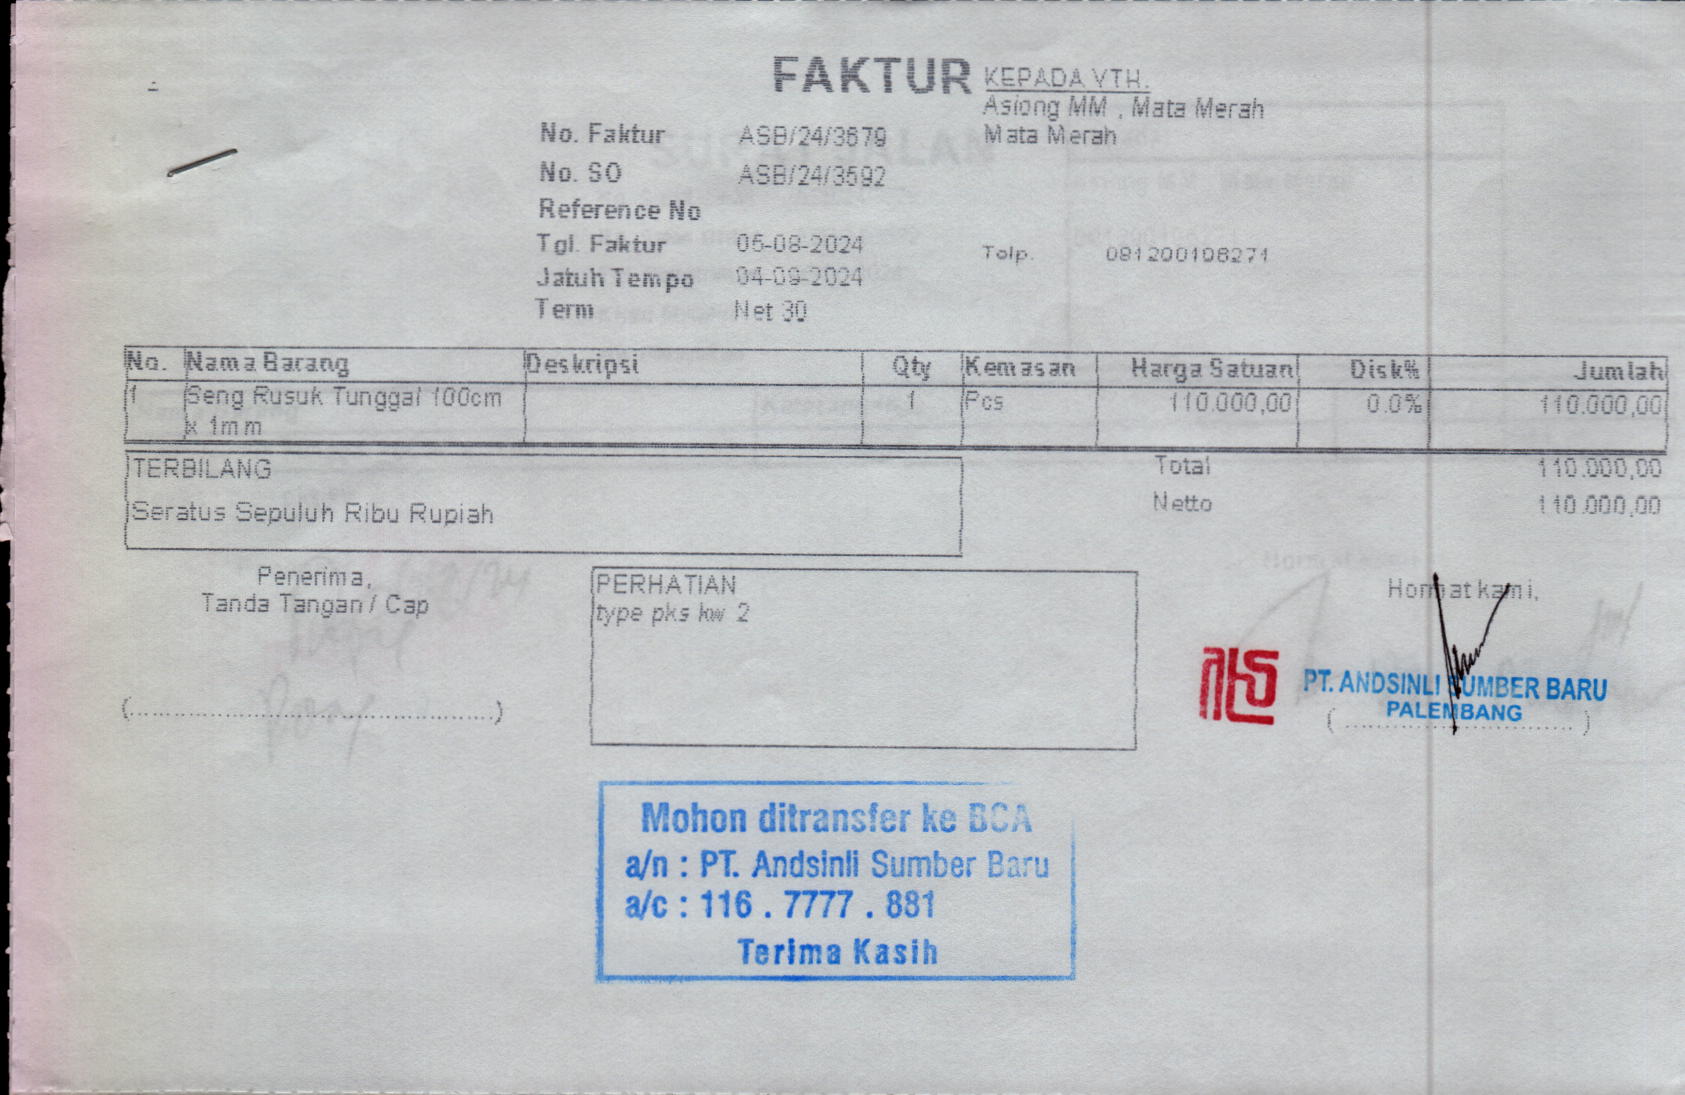 FAKTUR
KEPADA YTH.
Asiong MM , Mata Merah
Mata Merah
No. Faktur ASB/24/3679
No. SO ASB/24/3592
Reference No
Tgl. Faktur 05-08-2024
Jatuh Tempo 04-09-2024
Term Net 30
Telp. 081200106271
No. Nama Barang Deskripsi Qty Kemasan Harga Satuan Disk% Jumlah
1 Seng Rusuk Tunggal 100cm 1 Pcs 110.000,00 0.0% 110.000,00
x 1mm
TERBILANG
Seratus Sepuluh Ribu Rupiah
Total 110.000,00
Netto 110.000,00
Penerima,
Tanda Tangan / Cap
(................................................)
PERHATIAN
type pks kw 2
Hormat kami,
PT. ANDSINLI SUMBER BARU
PALEMBANG
(................................)
Mohon ditransfer ke BCA
a/n : PT. Andsinli Sumber Baru
a/c : 116 . 7777 . 881
Terima Kasih